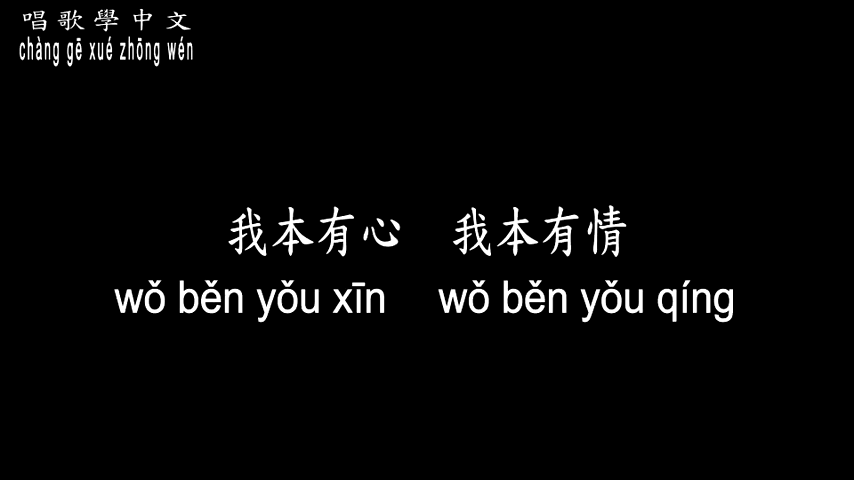 唱歌學中文
chàng gē xué zhōng wén
我本有心 我本有情
wǒ běn yǒu xīn wǒ běn yǒu qíng